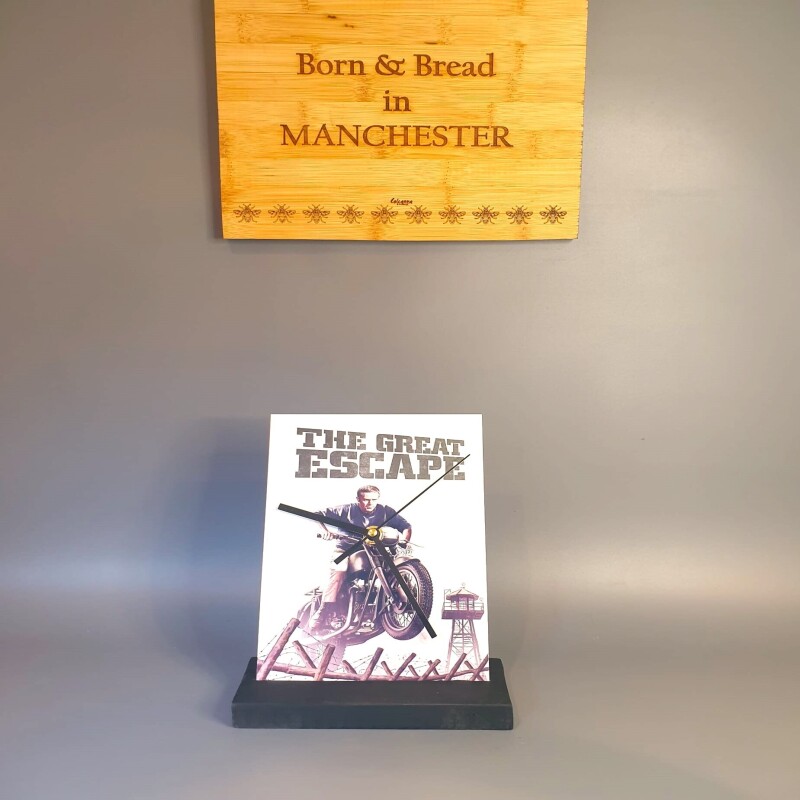 Born & Bread
in
MANCHESTER
THE GREAT
ESCAPE